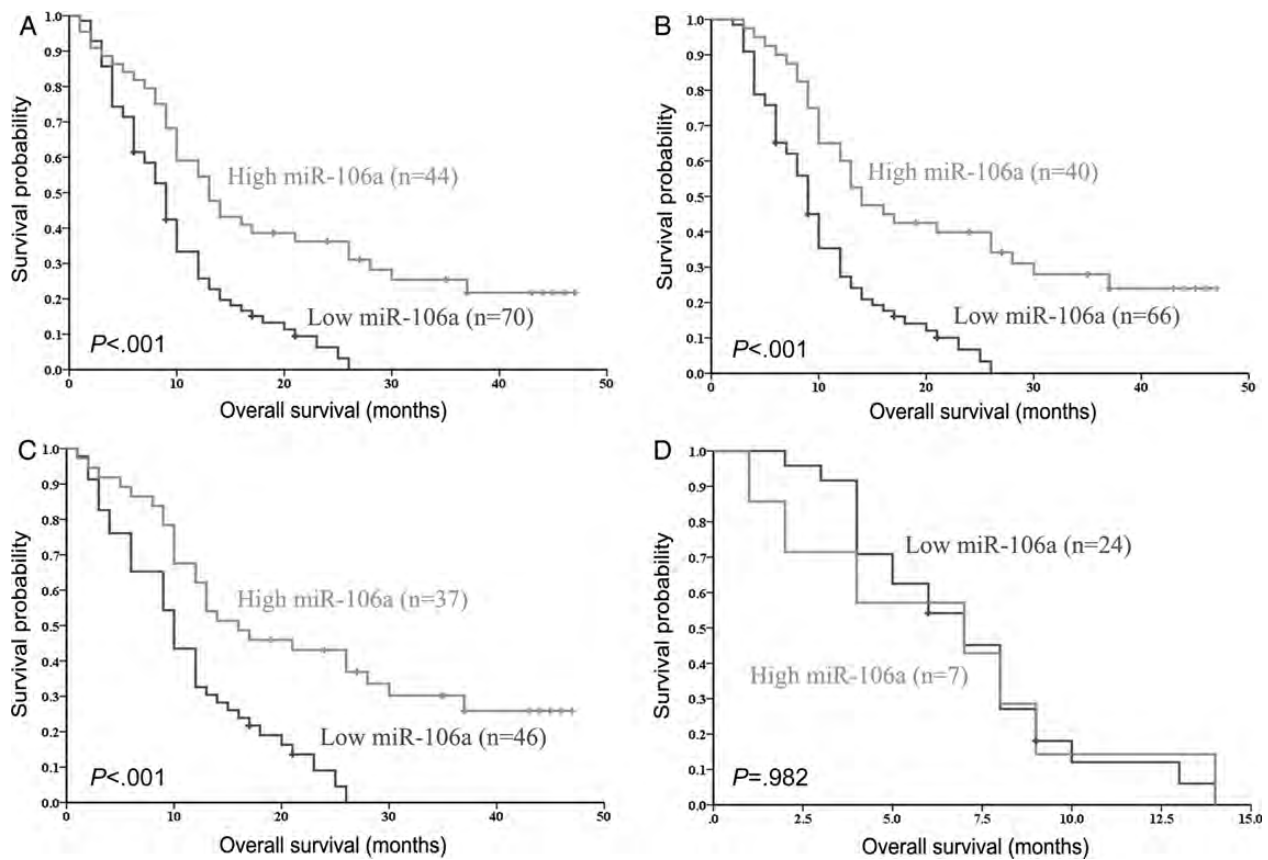 A
Survival probability
1.0
0.9
0.8
0.7
0.6
0.5
0.4
0.3
0.2
0.1
0.0
High miR-106a (n=44)
Low miR-106a (n=70)
P<.001
0 10 20 30 40 50
Overall survival (months)
B
Survival probability
1.0
0.9
0.8
0.7
0.6
0.5
0.4
0.3
0.2
0.1
0.0
High miR-106a (n=40)
Low miR-106a (n=66)
P<.001
0 10 20 30 40 50
Overall survival (months)
C
Survival probability
1.0
0.9
0.8
0.7
0.6
0.5
0.4
0.3
0.2
0.1
0.0
High miR-106a (n=37)
Low miR-106a (n=46)
P<.001
0 10 20 30 40 50
Overall survival (months)
D
Survival probability
1.0
0.9
0.8
0.7
0.6
0.5
0.4
0.3
0.2
0.1
0.0
Low miR-106a (n=24)
High miR-106a (n=7)
P=.982
.0 2.5 5.0 7.5 10.0 12.5 15.0
Overall survival (months)